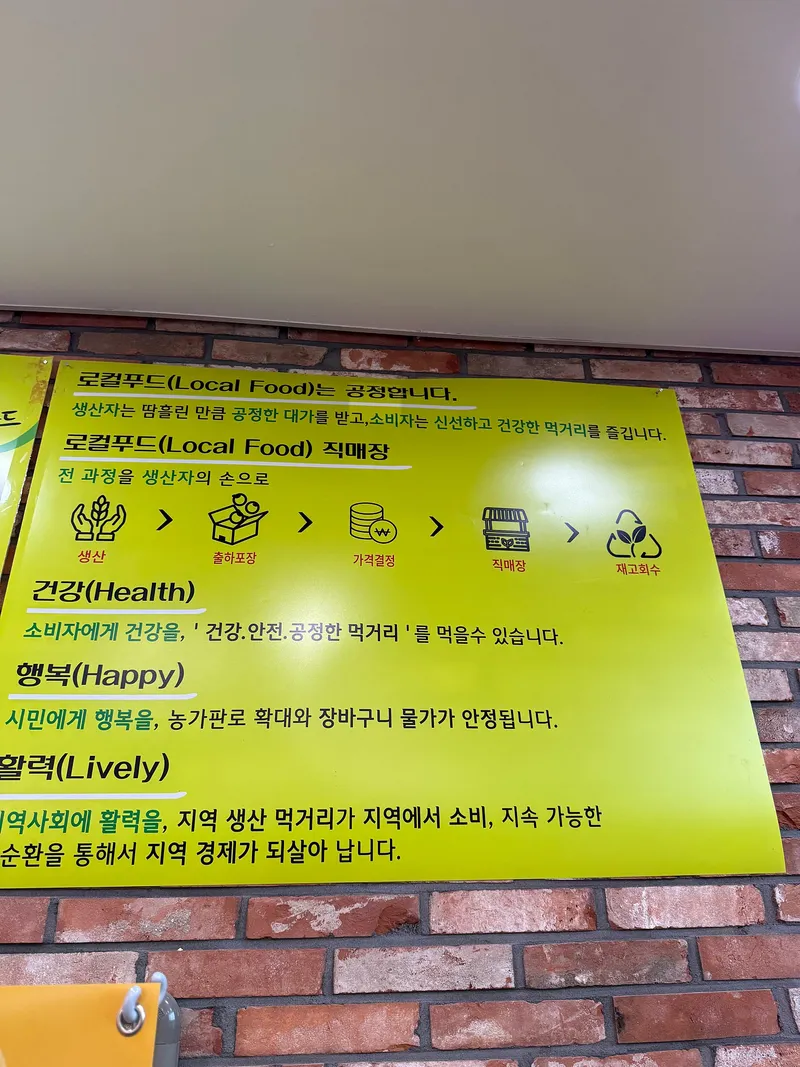 로컬푸드(Local Food)는 공정합니다.
생산자는 땀흘린 만큼 공정한 대가를 받고,소비자는 신선하고 건강한 먹거리를 즐깁니다.
로컬푸드(Local Food) 직매장
전 과정을 생산자의 손으로
생산 > 출하포장 > 가격결정 > 직매장 > 재고회수
건강(Health)
소비자에게 건강을, ' 건강.안전.공정한 먹거리 ' 를 먹을수 있습니다.
행복(Happy)
시민에게 행복을, 농가판로 확대와 장바구니 물가가 안정됩니다.
활력(Lively)
지역사회에 활력을, 지역 생산 먹거리가 지역에서 소비, 지속 가능한
순환을 통해서 지역 경제가 되살아 납니다.